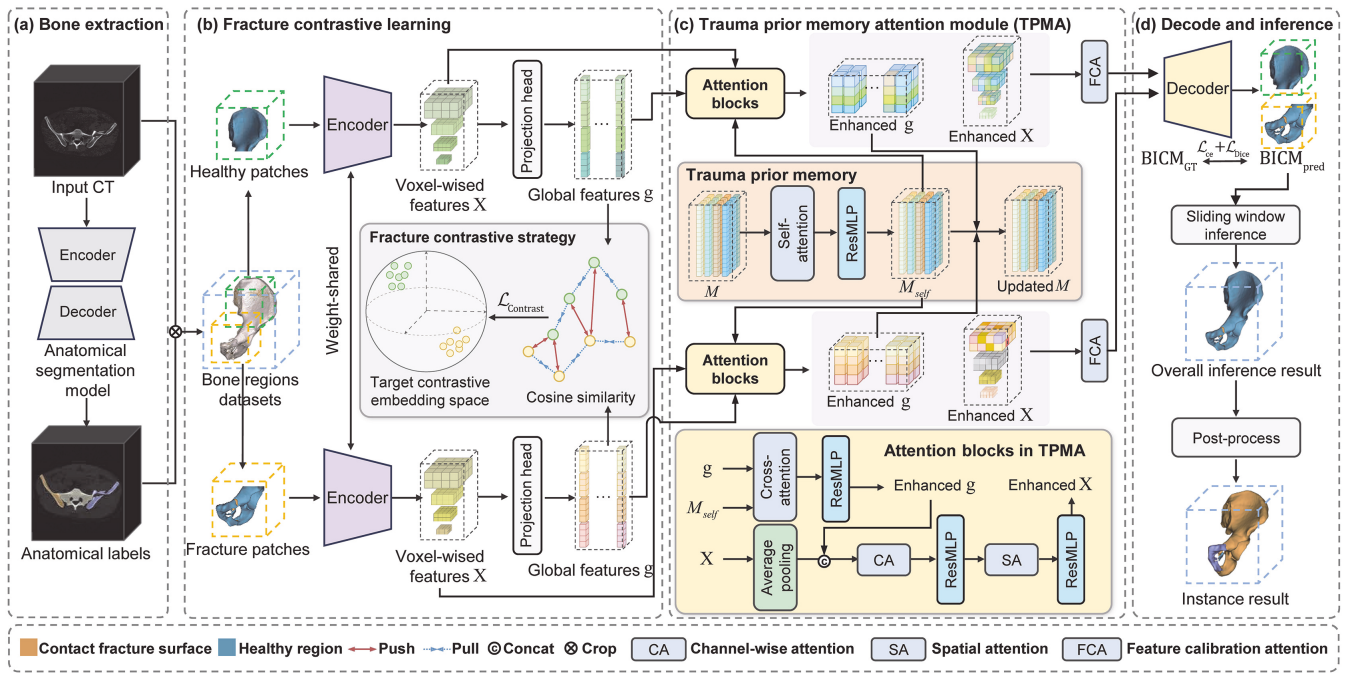 (a) Bone extraction
Input CT
Encoder
Decoder
Anatomical
segmentation
model
Anatomical labels
(b) Fracture contrastive learning
Healthy patches
Bone regions
datasets
Fracture patches
Encoder
Voxel-wised
features X
Projection head
Global features g
Weight-shared
Fracture contrastive strategy
Target contrastive
embedding space
ℒContrast
Cosine similarity
Encoder
Voxel-wised
features X
Projection head
Global features g
(c) Trauma prior memory attention module (TPMA)
Attention
blocks
Enhanced g
Enhanced X
FCA
Trauma prior memory
M
Self-
attention
ResMLP
Mself
Updated M
Attention
blocks
Enhanced g
Enhanced X
FCA
Attention blocks in TPMA
g
Mself
Cross-
attention
ResMLP
Enhanced g
Enhanced X
X
Average
pooling
C
CA
ResMLP
SA
ResMLP
(d) Decode and inference
Decoder
BICMGT
ℒce+ℒDice
BICMpred
Sliding window
inference
Overall inference result
Post-process
Instance result
Contact fracture surface
Healthy region
Push
Pull
C Concat
Crop
CA Channel-wise attention
SA Spatial attention
FCA Feature calibration attention